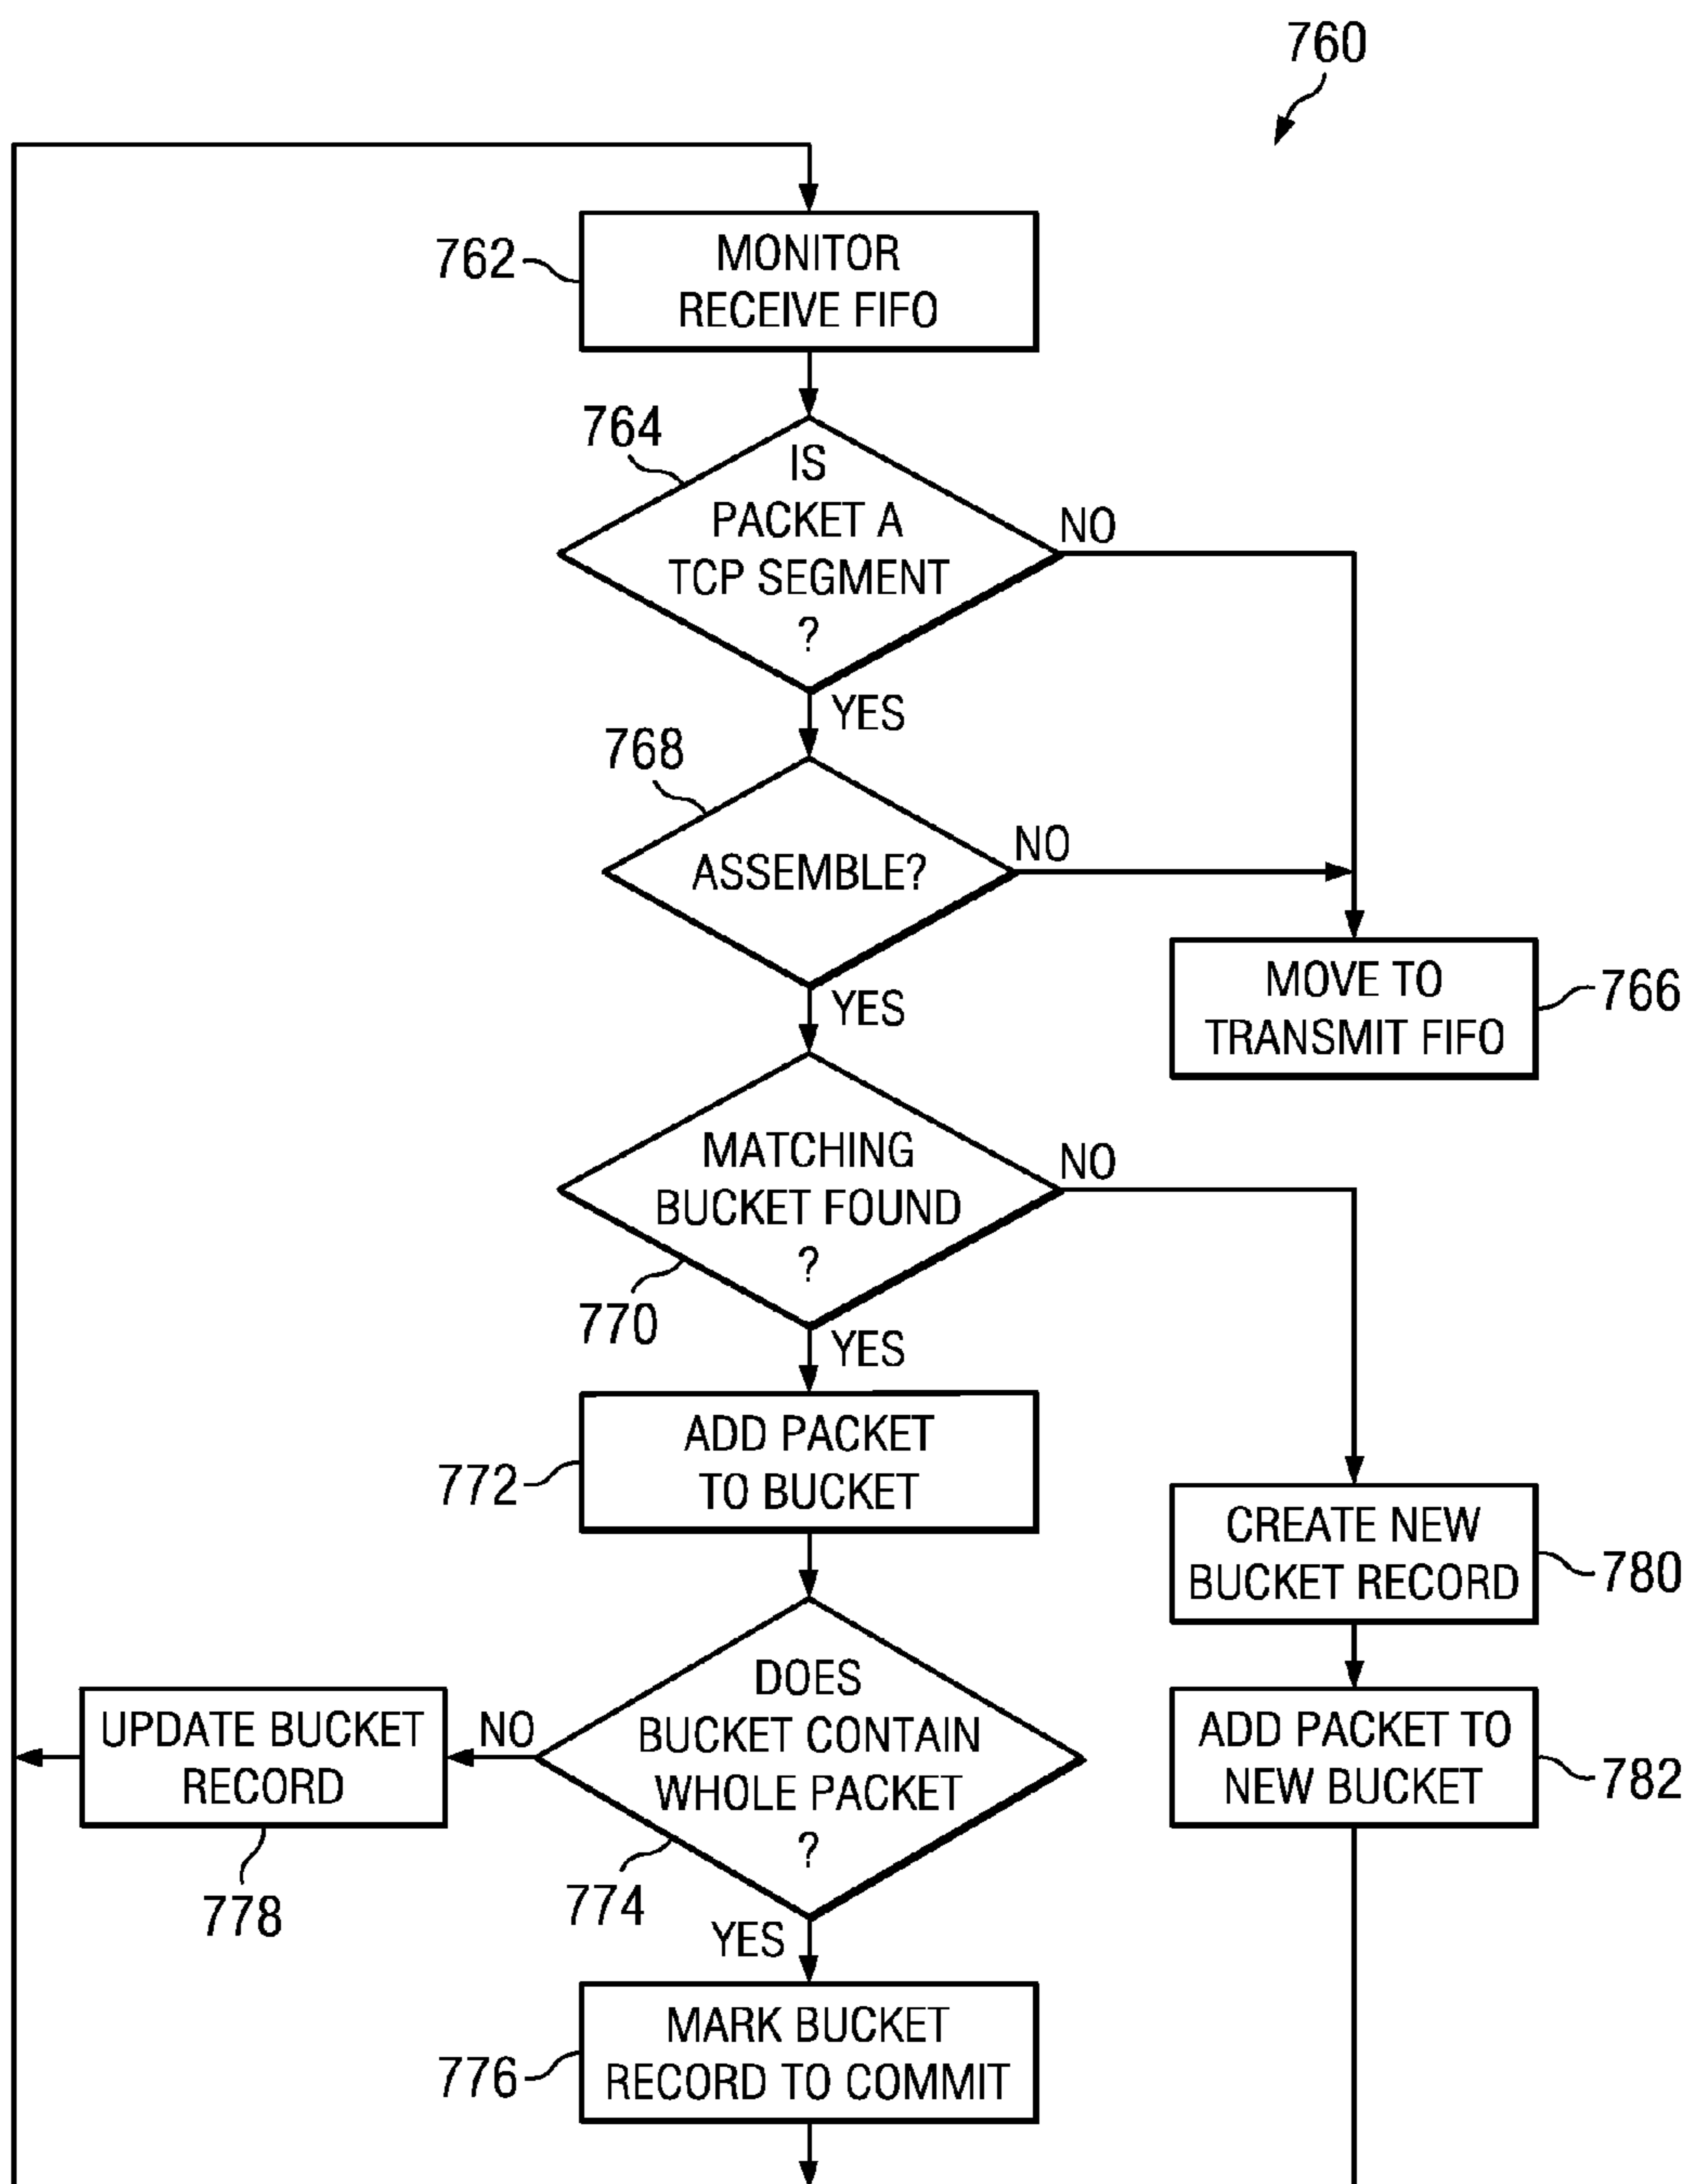 760
762
MONITOR
RECEIVE FIFO
764
IS
PACKET A
TCP SEGMENT
?
NO
YES
768
ASSEMBLE?
NO
YES
MOVE TO
TRANSMIT FIFO
766
MATCHING
BUCKET FOUND
?
NO
770
YES
772
ADD PACKET
TO BUCKET
CREATE NEW
BUCKET RECORD
780
DOES
BUCKET CONTAIN
WHOLE PACKET
?
NO
UPDATE BUCKET
RECORD
778
774
ADD PACKET TO
NEW BUCKET
782
YES
776
MARK BUCKET
RECORD TO COMMIT